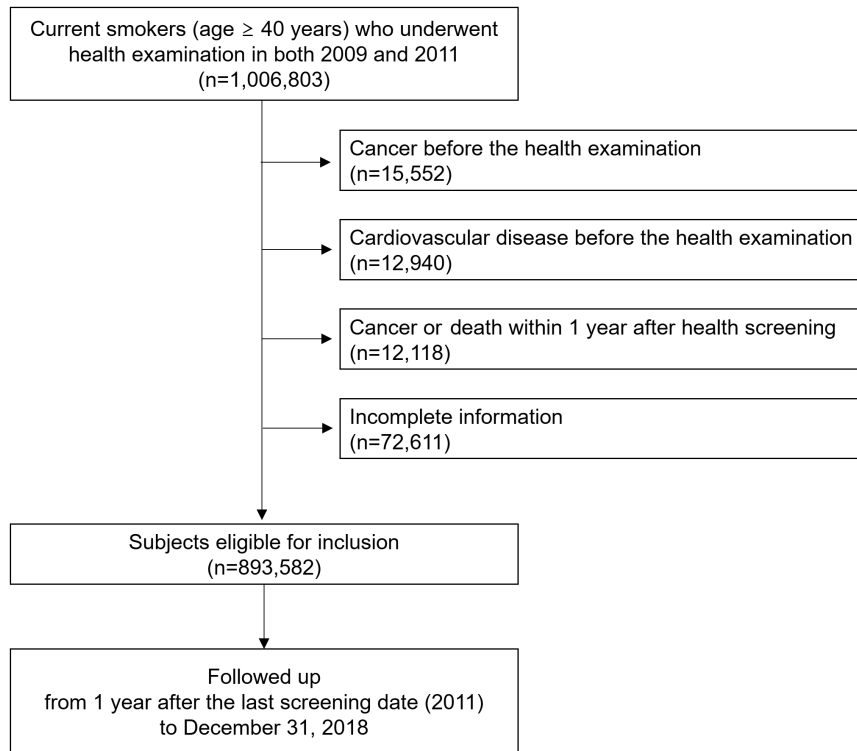 Current smokers (age ≥ 40 years) who underwent
health examination in both 2009 and 2011
(n=1,006,803)
Cancer before the health examination
(n=15,552)
Cardiovascular disease before the health examination
(n=12,940)
Cancer or death within 1 year after health screening
(n=12,118)
Incomplete information
(n=72,611)
Subjects eligible for inclusion
(n=893,582)
Followed up
from 1 year after the last screening date (2011)
to December 31, 2018